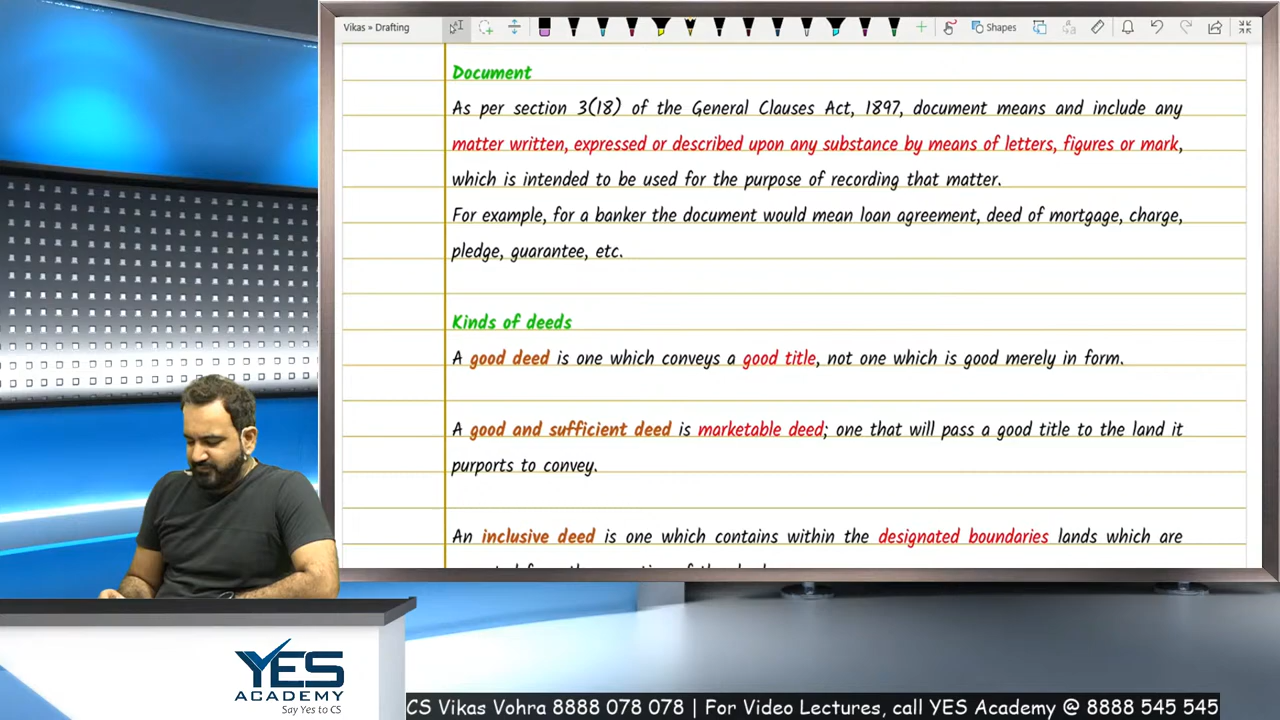 Vikas » Drafting
Shapes
Document
As per section 3(18) of the General Clauses Act, 1897, document means and include any
matter written, expressed or described upon any substance by means of letters, figures or mark,
which is intended to be used for the purpose of recording that matter.
For example, for a banker the document would mean loan agreement, deed of mortgage, charge,
pledge, guarantee, etc.
Kinds of deeds
A good deed is one which conveys a good title, not one which is good merely in form.
A good and sufficient deed is marketable deed; one that will pass a good title to the land it
purports to convey.
An inclusive deed is one which contains within the designated boundaries lands which are
YES
ACADEMY
Say Yes to CS
CS Vikas Vohra 8888 078 078 | For Video Lectures, call YES Academy @ 8888 545 545